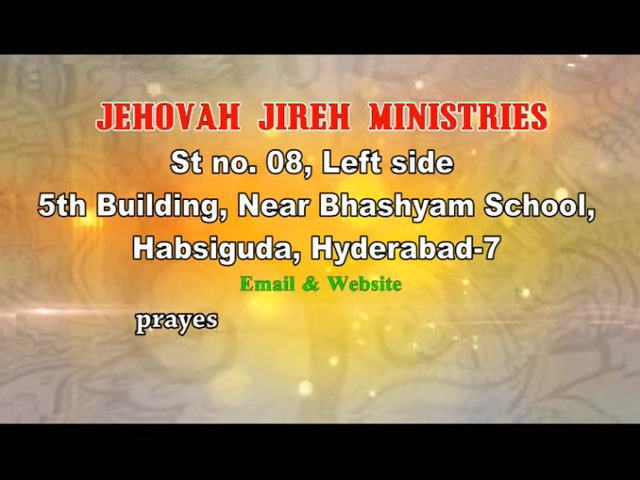 JEHOVAH JIREH MINISTRIES
St no. 08, Left side
5th Building, Near Bhashyam School,
Habsiguda, Hyderabad-7
Email & Website
prayes